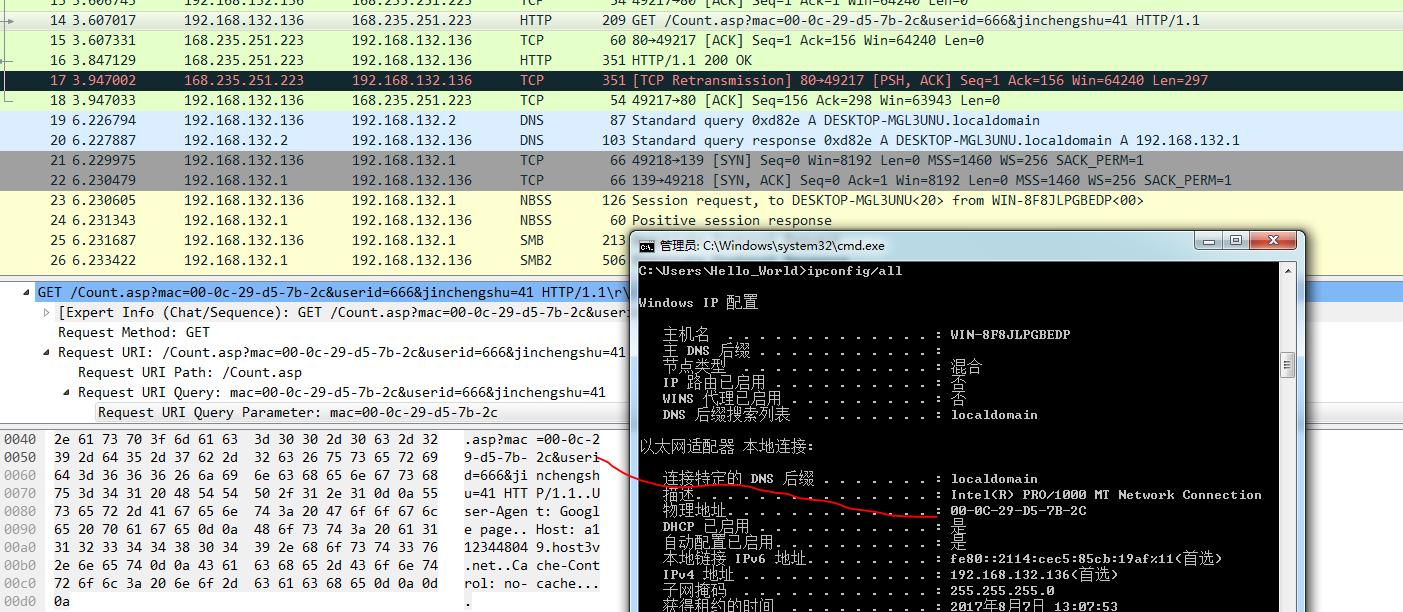 13 3.606845 192.168.132.136 168.235.251.223 TCP 54 49217→80 [ACK] Seq=1 Ack=1 Win=64240 Len=0
14 3.607017 192.168.132.136 168.235.251.223 HTTP 209 GET /Count.asp?mac=00-0c-29-d5-7b-2c&userid=666&jinchengshu=41 HTTP/1.1
15 3.607331 168.235.251.223 192.168.132.136 TCP 60 80→49217 [ACK] Seq=1 Ack=156 Win=64240 Len=0
16 3.847129 168.235.251.223 192.168.132.136 HTTP 351 HTTP/1.1 200 OK
17 3.947002 168.235.251.223 192.168.132.136 TCP 351 [TCP Retransmission] 80→49217 [PSH, ACK] Seq=1 Ack=156 Win=64240 Len=297
18 3.947033 192.168.132.136 168.235.251.223 TCP 54 49217→80 [ACK] Seq=156 Ack=298 Win=63943 Len=0
19 6.226794 192.168.132.136 192.168.132.2 DNS 87 Standard query 0xd82e A DESKTOP-MGL3UNU.localdomain
20 6.227887 192.168.132.2 192.168.132.136 DNS 103 Standard query response 0xd82e A DESKTOP-MGL3UNU.localdomain A 192.168.132.1
21 6.229975 192.168.132.136 192.168.132.1 TCP 66 49218→139 [SYN] Seq=0 Win=8192 Len=0 MSS=1460 WS=256 SACK_PERM=1
22 6.230479 192.168.132.1 192.168.132.136 TCP 66 139→49218 [SYN, ACK] Seq=0 Ack=1 Win=8192 Len=0 MSS=1460 WS=256 SACK_PERM=1
23 6.230605 192.168.132.136 192.168.132.1 NBSS 126 Session request, to DESKTOP-MGL3UNU<20> from WIN-8F8JLPGBEDP<00>
24 6.231343 192.168.132.1 192.168.132.136 NBSS 60 Positive session response
25 6.231687 192.168.132.136 192.168.132.1 SMB 213
26 6.233422 192.168.132.1 192.168.132.136 SMB2 506
GET /Count.asp?mac=00-0c-29-d5-7b-2c&userid=666&jinchengshu=41 HTTP/1.1\r\
[Expert Info (Chat/Sequence): GET /Count.asp?mac=00-0c-29-d5-7b-2c&useri
Request Method: GET
Request URI: /Count.asp?mac=00-0c-29-d5-7b-2c&userid=666&jinchengshu=41
Request URI Path: /Count.asp
Request URI Query: mac=00-0c-29-d5-7b-2c&userid=666&jinchengshu=41
Request URI Query Parameter: mac=00-0c-29-d5-7b-2c
0040 2e 61 73 70 3f 6d 61 63 3d 30 30 2d 30 63 2d 32 .asp?mac =00-0c-2
0050 39 2d 64 35 2d 37 62 2d 32 63 26 75 73 65 72 69 9-d5-7b- 2c&useri
0060 64 3d 36 36 36 26 6a 69 6e 63 68 65 6e 67 73 68 d=666&ji nchengsh
0070 75 3d 34 31 20 48 54 54 50 2f 31 2e 31 0d 0a 55 u=41 HTT P/1.1..U
0080 73 65 72 2d 41 67 65 6e 74 3a 20 47 6f 6f 67 6c ser-Agen t: Googl
0090 65 20 70 61 67 65 0d 0a 48 6f 73 74 3a 20 61 31 e page.. Host: a1
00a0 31 32 33 34 34 38 30 34 39 2e 68 6f 73 74 33 76 12344804 9.host3v
00b0 2e 6e 65 74 0d 0a 43 61 63 68 65 2d 43 6f 6e 74 .net..Ca che-Cont
00c0 72 6f 6c 3a 20 6e 6f 2d 63 61 63 68 65 0d 0a 0d rol: no- cache...
00d0 0a .
管理员: C:\Windows\system32\cmd.exe
C:\Users\Hello_World>ipconfig/all
Windows IP 配置
主机名 . . . . . . . . . . . . . : WIN-8F8JLPGBEDP
主 DNS 后缀 . . . . . . . . . . . :
节点类型 . . . . . . . . . . . . : 混合
IP 路由已启用 . . . . . . . . . . : 否
WINS 代理已启用 . . . . . . . . . : 否
DNS 后缀搜索列表 . . . . . . . . : localdomain
以太网适配器 本地连接:
连接特定的 DNS 后缀 . . . . . . . : localdomain
描述. . . . . . . . . . . . . . . : Intel(R) PRO/1000 MT Network Connection
物理地址. . . . . . . . . . . . . : 00-0C-29-D5-7B-2C
DHCP 已启用 . . . . . . . . . . . : 是
自动配置已启用. . . . . . . . . . : 是
本地链接 IPv6 地址. . . . . . . . : fe80::2114:cec5:85cb:19af%11(首选)
IPv4 地址 . . . . . . . . . . . . : 192.168.132.136(首选)
子网掩码 . . . . . . . . . . . . : 255.255.255.0
获得租约的时间 . . . . . . . . . : 2017年8月7日 13:07:53